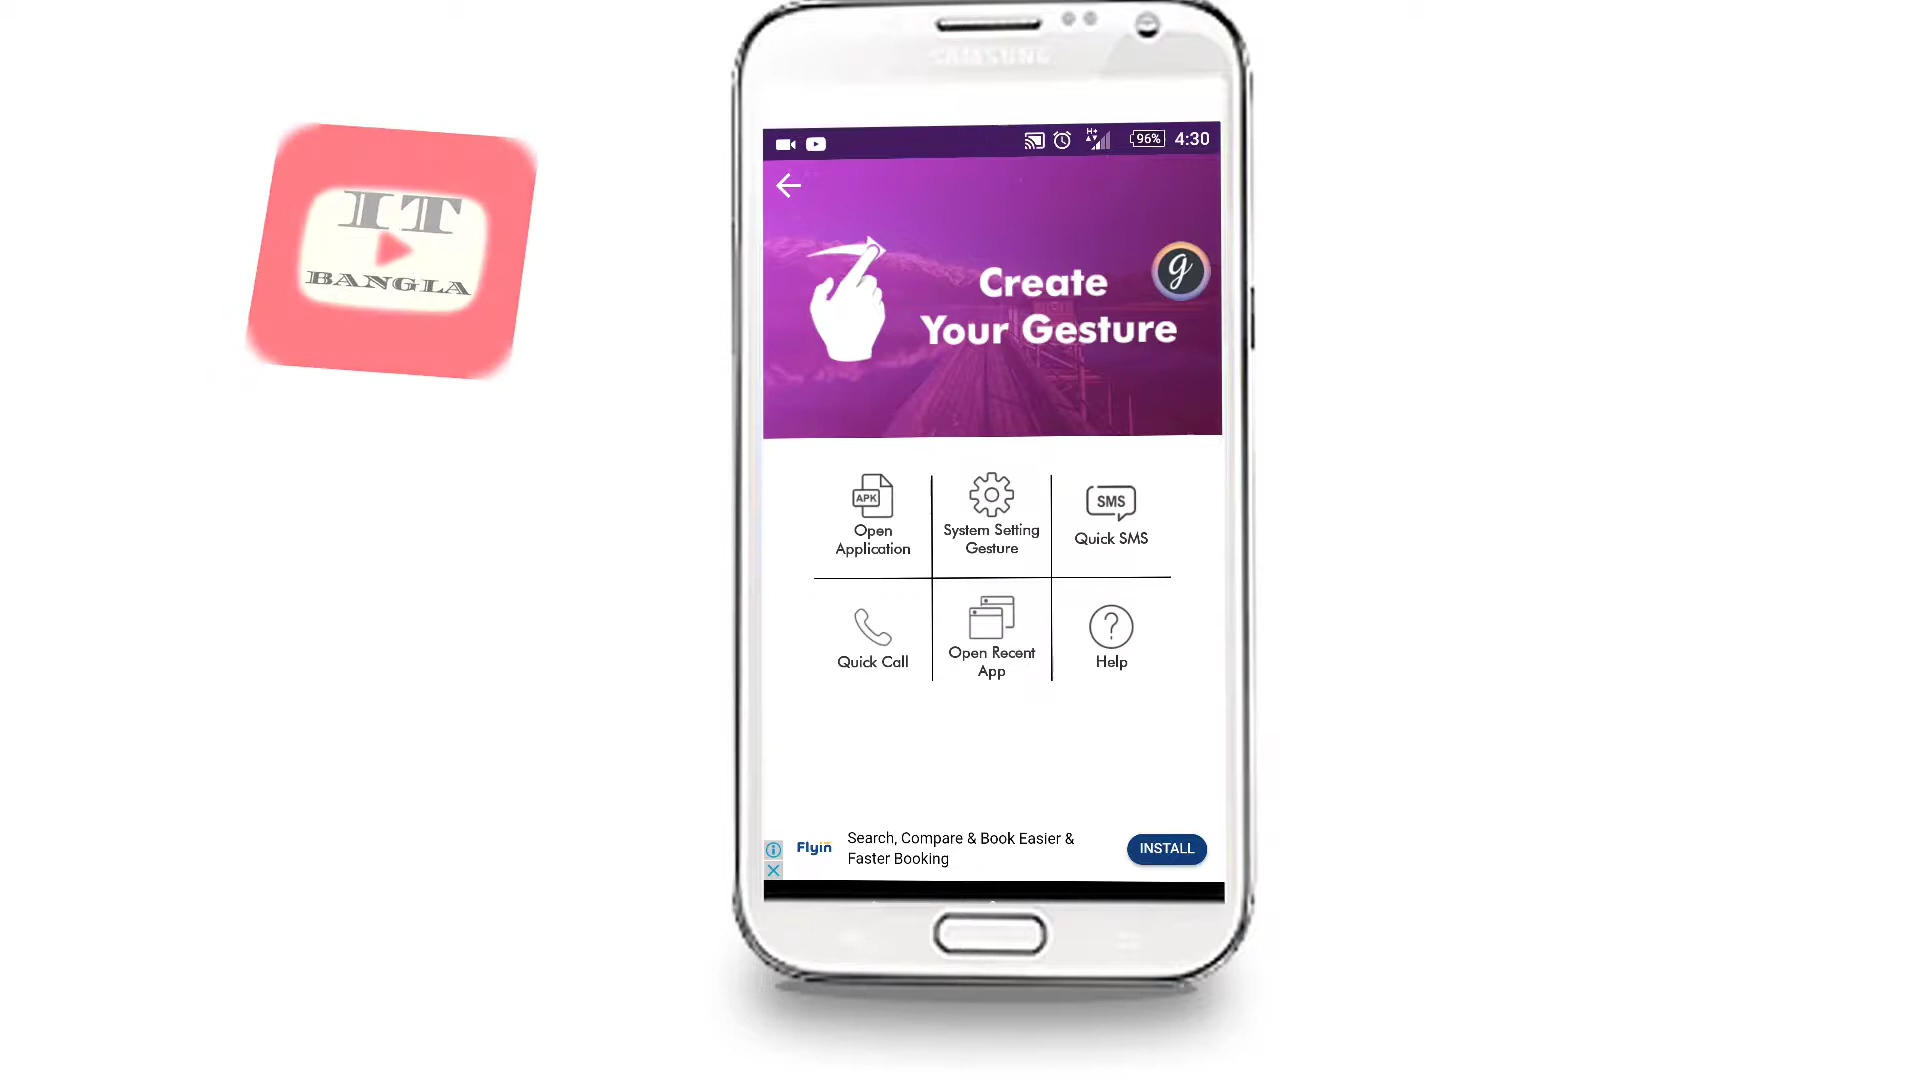 SAMSUNG
IT
BANGLA
H+
96%
4:30
g
Create
Your Gesture
APK
Open
Application
System Setting
Gesture
SMS
Quick SMS
Quick Call
Open Recent
App
?
Help
Flyin
Search, Compare & Book Easier &
Faster Booking
INSTALL